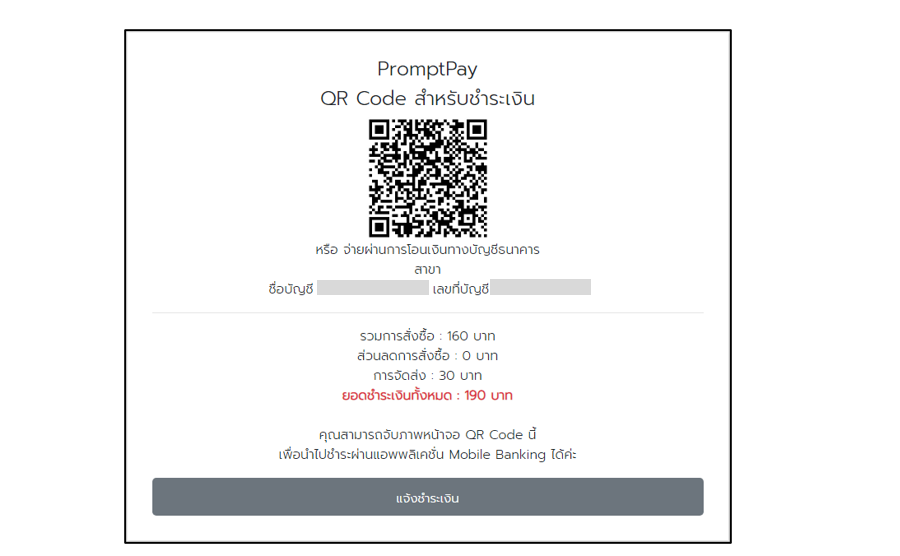 PromptPay
QR Code สำหรับชำระเงิน
หรือ จ่ายผ่านการโอนเงินทางบัญชีธนาคาร
สาขา
ชื่อบัญชี เลขที่บัญชี
รวมการสั่งซื้อ : 160 บาท
ส่วนลดการสั่งซื้อ : 0 บาท
การจัดส่ง : 30 บาท
ยอดชำระเงินทั้งหมด : 190 บาท
คุณสามารถจับภาพหน้าจอ QR Code นี้
เพื่อนำไปชำระผ่านแอพพลิเคชั่น Mobile Banking ได้ค่ะ
แจ้งชำระเงิน